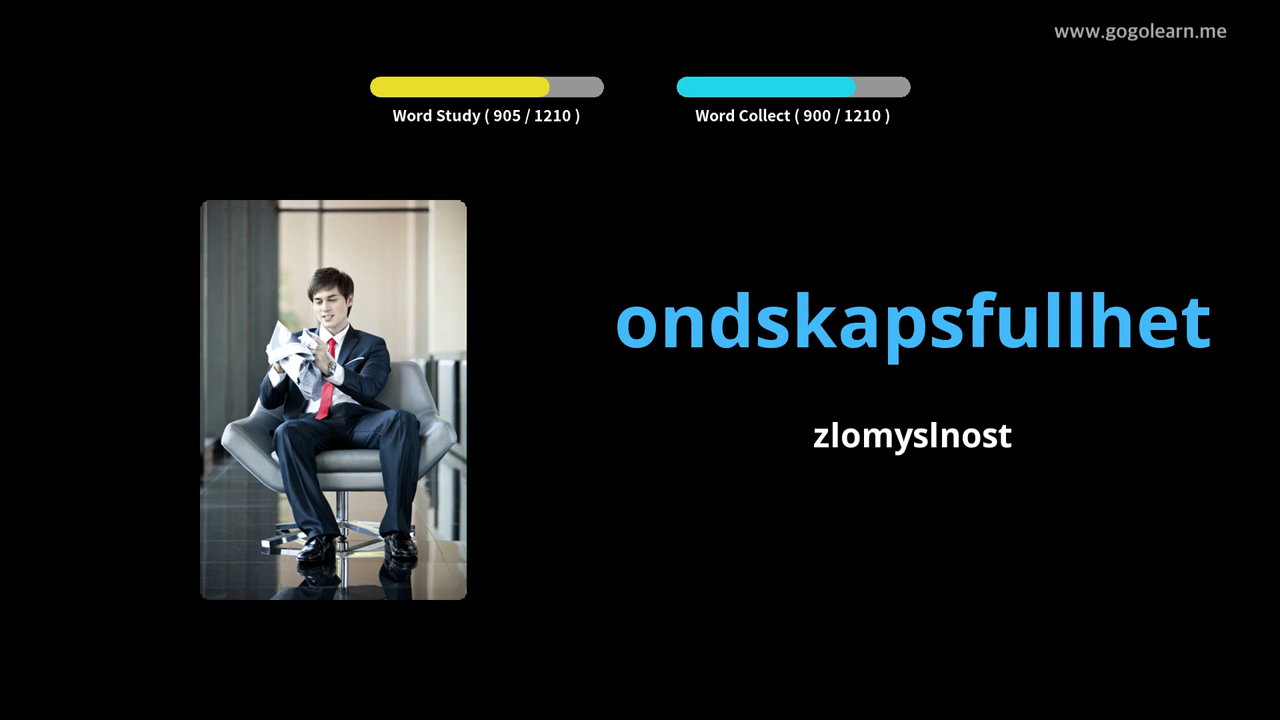 www.gogolearn.me
Word Study ( 905 / 1210 )
Word Collect ( 900 / 1210 )
ondskapsfullhet
zlomyslnost